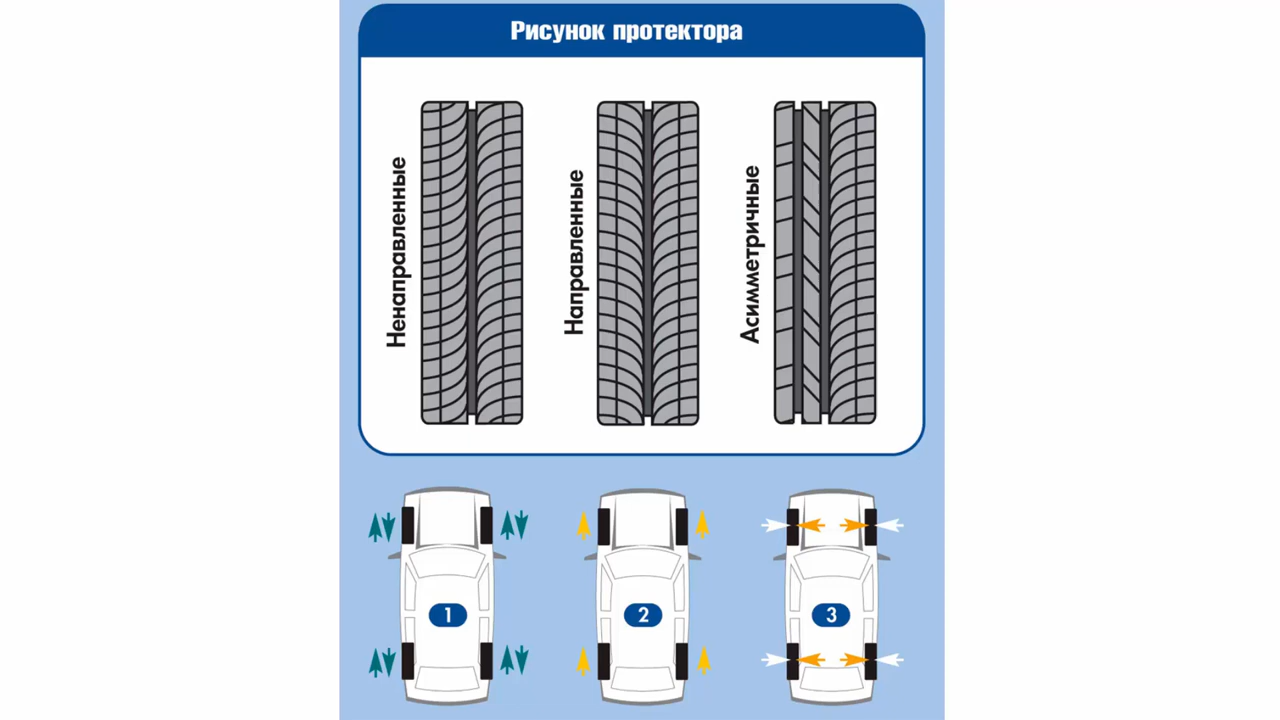 Рисунок протектора
Ненаправленные
Направленные
Асимметричные
1
2
3